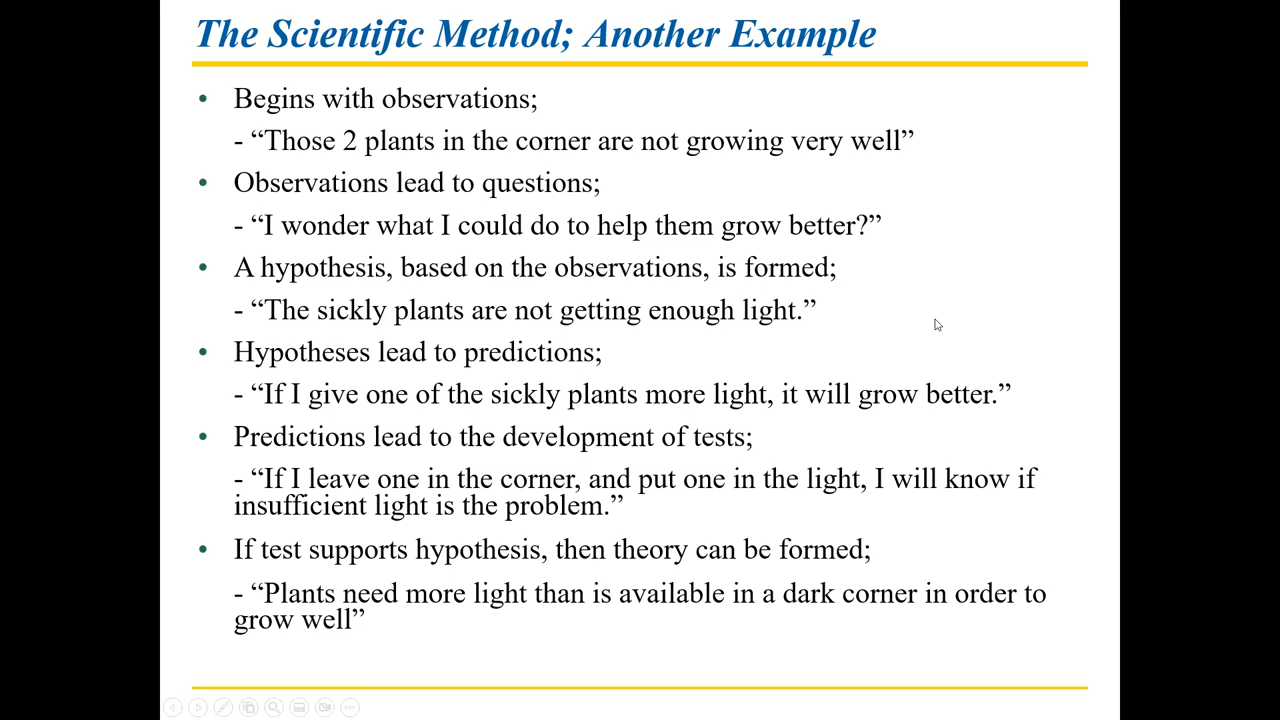 The Scientific Method; Another Example
• Begins with observations;
- “Those 2 plants in the corner are not growing very well”
• Observations lead to questions;
- “I wonder what I could do to help them grow better?”
• A hypothesis, based on the observations, is formed;
- “The sickly plants are not getting enough light.”
• Hypotheses lead to predictions;
- “If I give one of the sickly plants more light, it will grow better.”
• Predictions lead to the development of tests;
- “If I leave one in the corner, and put one in the light, I will know if
insufficient light is the problem.”
• If test supports hypothesis, then theory can be formed;
- “Plants need more light than is available in a dark corner in order to
grow well”